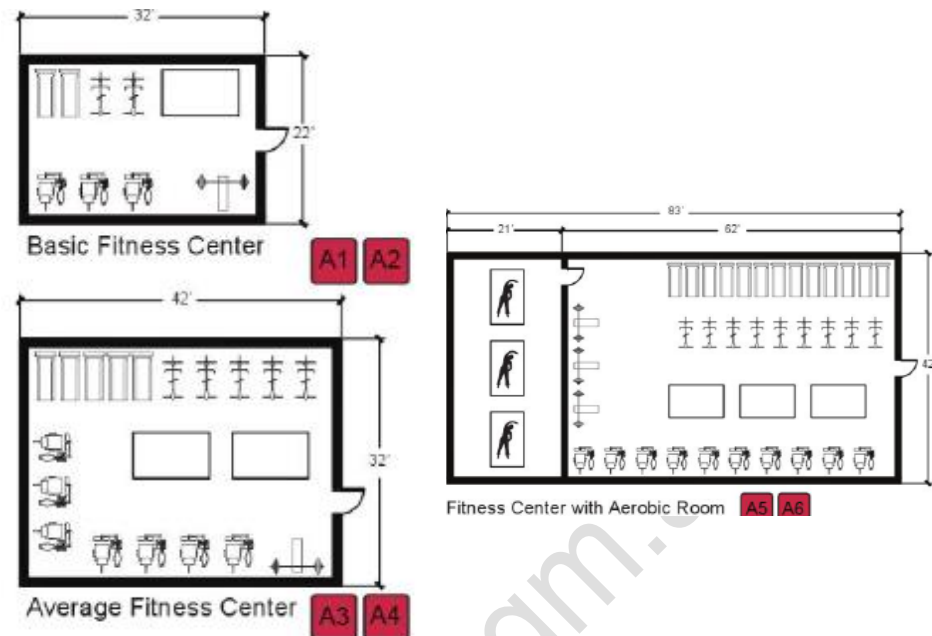 32'
22'
Basic Fitness Center
A1 A2
42'
32'
Average Fitness Center
A3 A4
83'
21' 62'
42
Fitness Center with Aerobic Room A5 A6